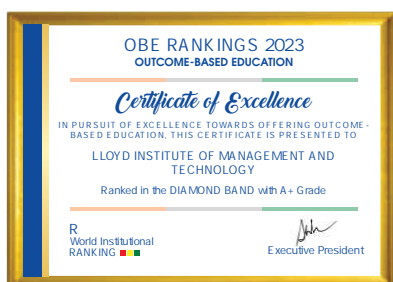 OBE RANKINGS 2023
OUTCOME-BASED EDUCATION
Certificate of Excellence
IN PURSUIT OF EXCELLENCE TOWARDS OFFERING OUTCOME-
BASED EDUCATION, THIS CERTIFICATE IS PRESENTED TO
LLOYD INSTITUTE OF MANAGEMENT AND
TECHNOLOGY
Ranked in the DIAMOND BAND with A+ Grade
R
World Institutional
RANKING
Executive President